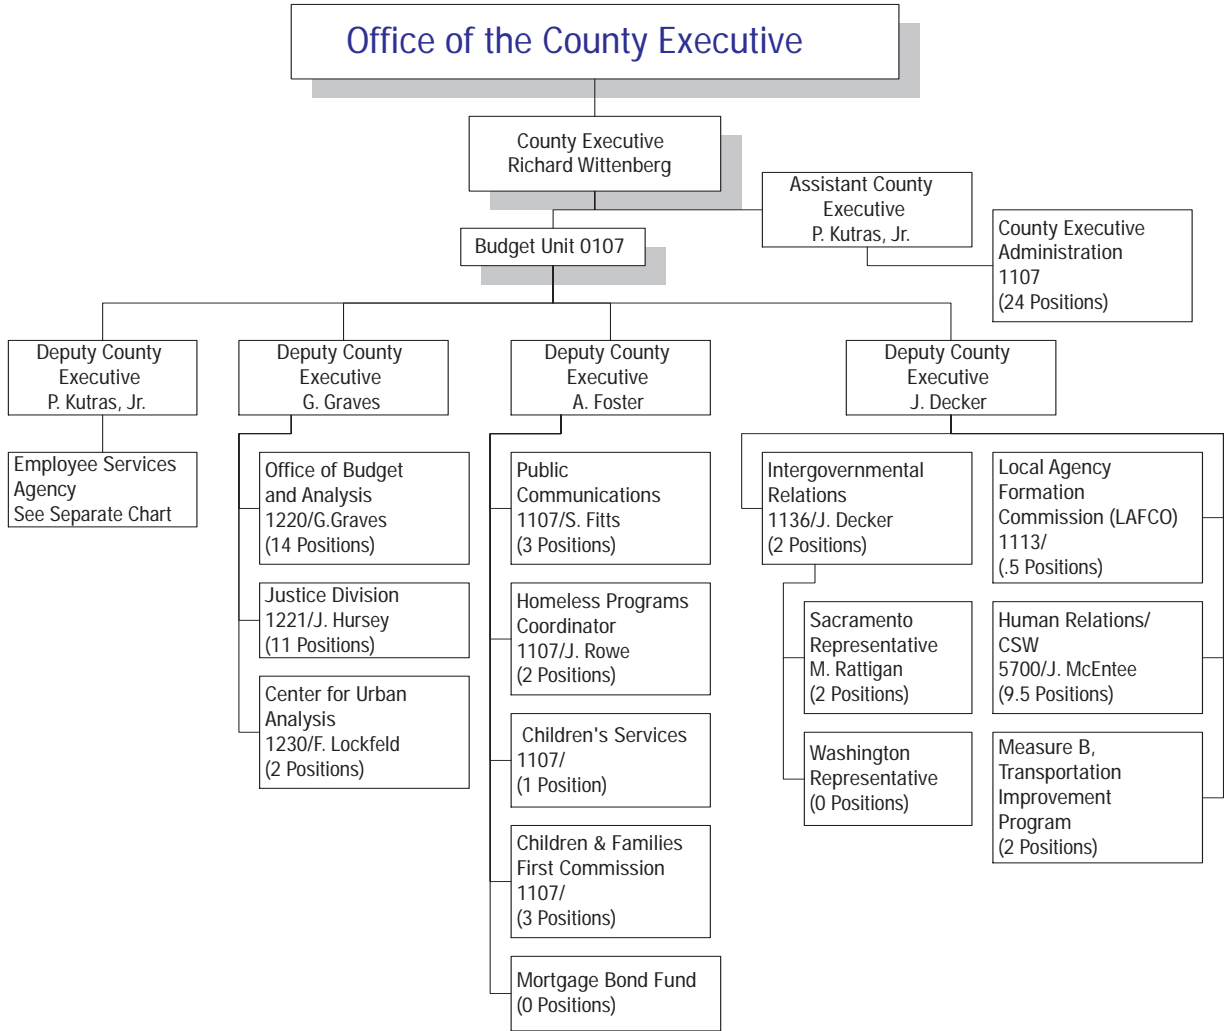 Office of the County Executive
County Executive
Richard Wittenberg
Assistant County
Executive
P. Kutras, Jr.
County Executive
Administration
1107
(24 Positions)
Budget Unit 0107
Deputy County
Executive
P. Kutras, Jr.
Employee Services
Agency
See Separate Chart
Deputy County
Executive
G. Graves
Office of Budget
and Analysis
1220/G.Graves
(14 Positions)
Justice Division
1221/J. Hursey
(11 Positions)
Center for Urban
Analysis
1230/F. Lockfeld
(2 Positions)
Deputy County
Executive
A. Foster
Public
Communications
1107/S. Fitts
(3 Positions)
Homeless Programs
Coordinator
1107/J. Rowe
(2 Positions)
Children's Services
1107/
(1 Position)
Children & Families
First Commission
1107/
(3 Positions)
Mortgage Bond Fund
(0 Positions)
Deputy County
Executive
J. Decker
Intergovernmental
Relations
1136/J. Decker
(2 Positions)
Sacramento
Representative
M. Rattigan
(2 Positions)
Washington
Representative
(0 Positions)
Local Agency
Formation
Commission (LAFCO)
1113/
(.5 Positions)
Human Relations/
CSW
5700/J. McEntee
(9.5 Positions)
Measure B,
Transportation
Improvement
Program
(2 Positions)